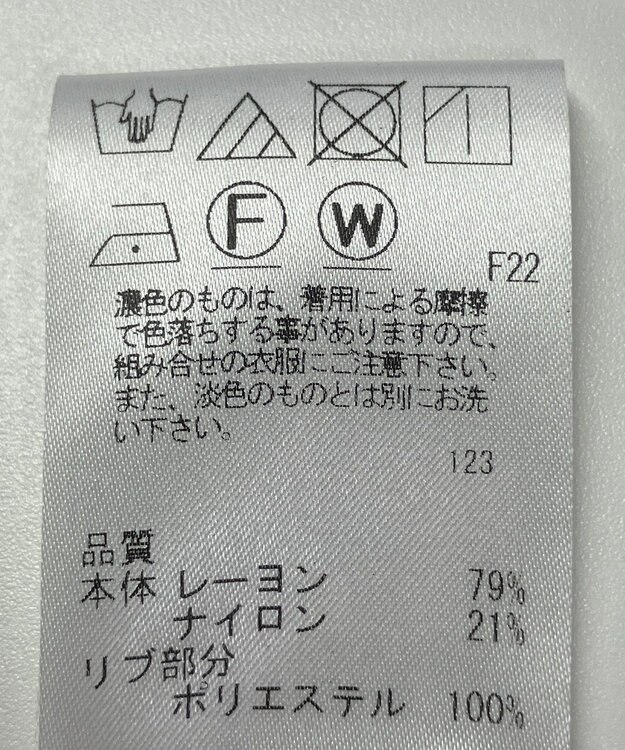 F W
F22
濃色のものは、着用による摩擦
で色落ちする事がありますので、
組み合せの衣服にご注意下さい。
また、淡色のものとは別にお洗
い下さい。
123
品質
本体 レーヨン 79%
ナイロン 21%
リブ部分
ポリエステル 100%